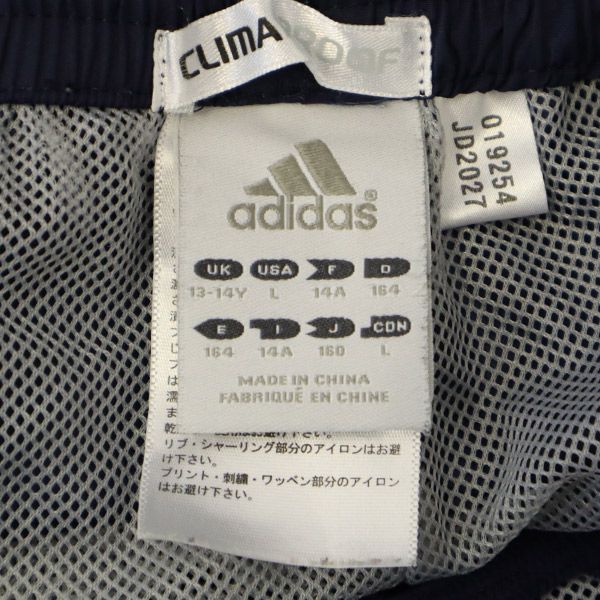 CLIMAPROOF
019254
JD2027
adidas®
UK USA F D
13-14Y L 14A 164
E I J CDN
164 14A 160 L
MADE IN CHINA
FABRIQUÉ EN CHINE
リブ・シャーリング部分のアイロンはお避
け下さい。
プリント・刺繍・ワッペン部分のアイロン
はお避け下さい。